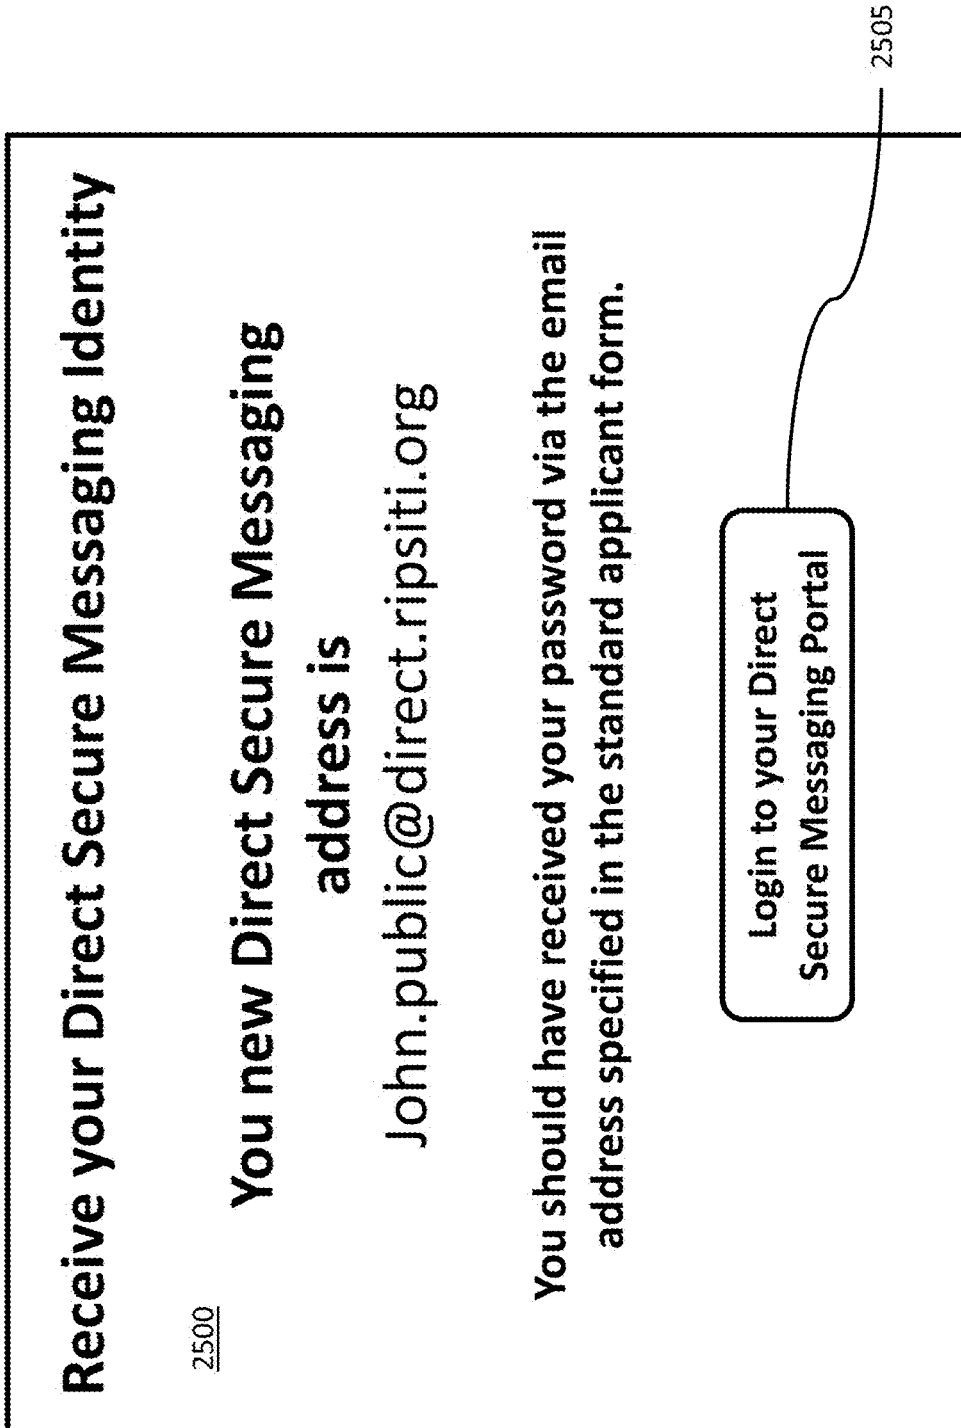 Receive your Direct Secure Messaging Identity
2500
You new Direct Secure Messaging
address is
John.public@direct.ripsiti.org
You should have received your password via the email
address specified in the standard applicant form.
Login to your Direct
Secure Messaging Portal
2505